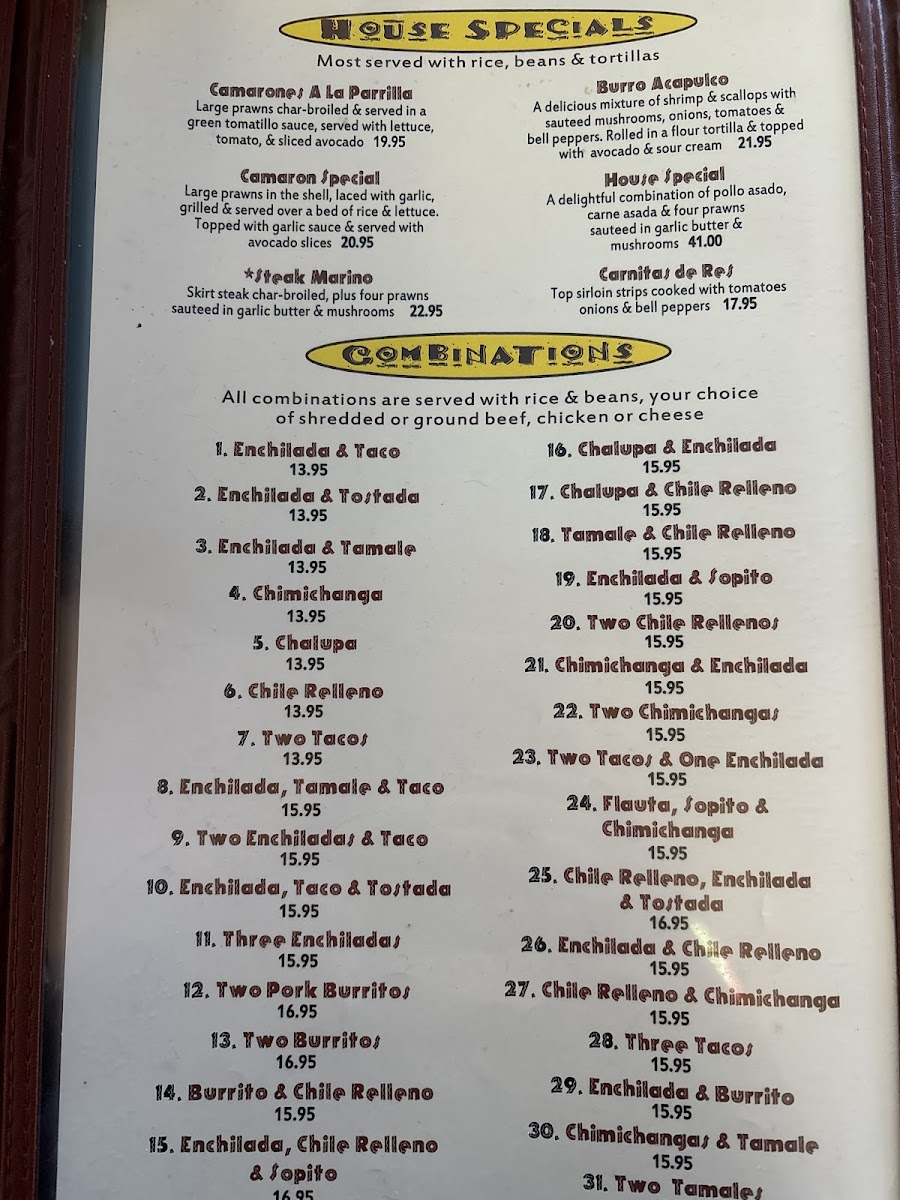 House Specials
Most served with rice, beans & tortillas
Camarones A La Parrilla
Large prawns char-broiled & served in a
green tomatillo sauce, served with lettuce,
tomato, & sliced avocado 19.95
Camaron Special
Large prawns in the shell, laced with garlic,
grilled & served over a bed of rice & lettuce.
Topped with garlic sauce & served with
avocado slices 20.95
*Steak Marino
Skirt steak char-broiled, plus four prawns
sauteed in garlic butter & mushrooms 22.95
Burro Acapulco
A delicious mixture of shrimp & scallops with
sauteed mushrooms, onions, tomatoes &
bell peppers. Rolled in a flour tortilla & topped
with avocado & sour cream 21.95
House Special
A delightful combination of pollo asado,
carne asada & four prawns
sauteed in garlic butter &
mushrooms 41.00
Carnitas de Res
Top sirloin strips cooked with tomatoes
onions & bell peppers 17.95
Combinations
All combinations are served with rice & beans, your choice
of shredded or ground beef, chicken or cheese
1. Enchilada & Taco
13.95
2. Enchilada & Tostada
13.95
3. Enchilada & Tamale
13.95
4. Chimichanga
13.95
5. Chalupa
13.95
6. Chile Relleno
13.95
7. Two Tacos
13.95
8. Enchilada, Tamale & Taco
15.95
9. Two Enchiladas & Taco
15.95
10. Enchilada, Taco & Tostada
15.95
11. Three Enchiladas
15.95
12. Two Pork Burritos
16.95
13. Two Burritos
16.95
14. Burrito & Chile Relleno
15.95
15. Enchilada, Chile Relleno
& Sopito
16.95
16. Chalupa & Enchilada
15.95
17. Chalupa & Chile Relleno
15.95
18. Tamale & Chile Relleno
15.95
19. Enchilada & Sopito
15.95
20. Two Chile Rellenos
15.95
21. Chimichanga & Enchilada
15.95
22. Two Chimichangas
15.95
23. Two Tacos & One Enchilada
15.95
24. Flauta, Sopito &
Chimichanga
15.95
25. Chile Relleno, Enchilada
& Tostada
16.95
26. Enchilada & Chile Relleno
15.95
27. Chile Relleno & Chimichanga
15.95
28. Three Tacos
15.95
29. Enchilada & Burrito
15.95
30. Chimichangas & Tamale
15.95
31. Two Tamales